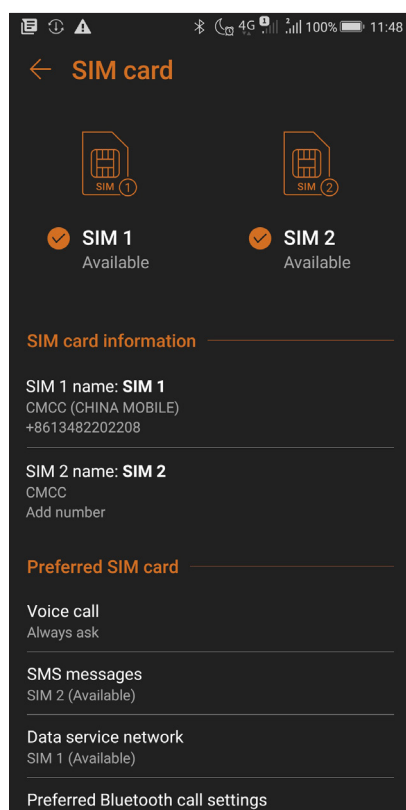 4G 1 2 100% 11:48
SIM card
SIM 1 SIM 2
SIM 1 SIM 2
Available Available
SIM card information
SIM 1 name: SIM 1
CMCC (CHINA MOBILE)
+8613482202208
SIM 2 name: SIM 2
CMCC
Add number
Preferred SIM card
Voice call
Always ask
SMS messages
SIM 2 (Available)
Data service network
SIM 1 (Available)
Preferred Bluetooth call settings